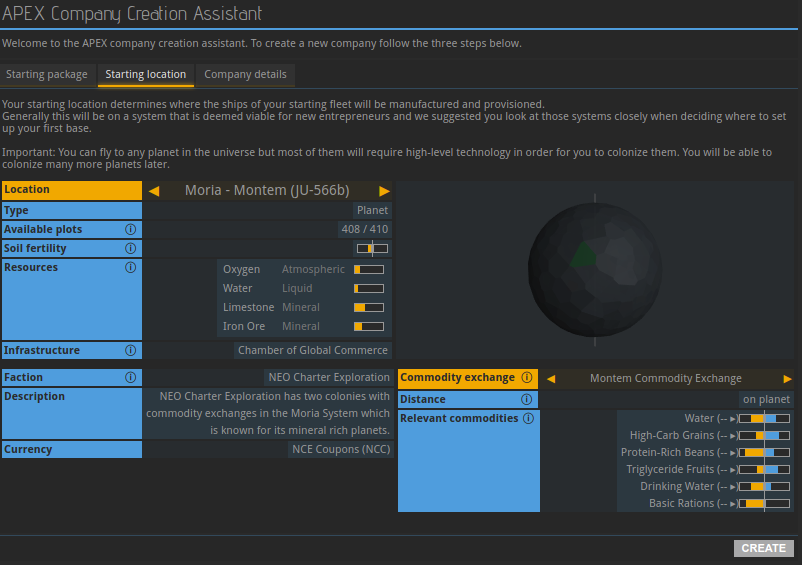 APEX Company Creation Assistant
Welcome to the APEX company creation assistant. To create a new company follow the three steps below.
Starting package Starting location Company details
Your starting location determines where the ships of your starting fleet will be manufactured and provisioned.
Generally this will be on a system that is deemed viable for new entrepreneurs and we suggested you look at those systems closely when deciding where to set
up your first base.
Important: You can fly to any planet in the universe but most of them will require high-level technology in order for you to colonize them. You will be able to
colonize many more planets later.
Location Moria - Montem (JU-566b)
Type Planet
Available plots 408 / 410
Soil fertility
Resources
Oxygen Atmospheric
Water Liquid
Limestone Mineral
Iron Ore Mineral
Infrastructure Chamber of Global Commerce
Faction NEO Charter Exploration
Description NEO Charter Exploration has two colonies with
commodity exchanges in the Moria System which
is known for its mineral rich planets.
Currency NCE Coupons (NCC)
Commodity exchange Montem Commodity Exchange
Distance on planet
Relevant commodities Water (-- ▸)
High-Carb Grains (-- ▸)
Protein-Rich Beans (-- ▸)
Triglyceride Fruits (-- ▸)
Drinking Water (-- ▸)
Basic Rations (-- ▸)
CREATE